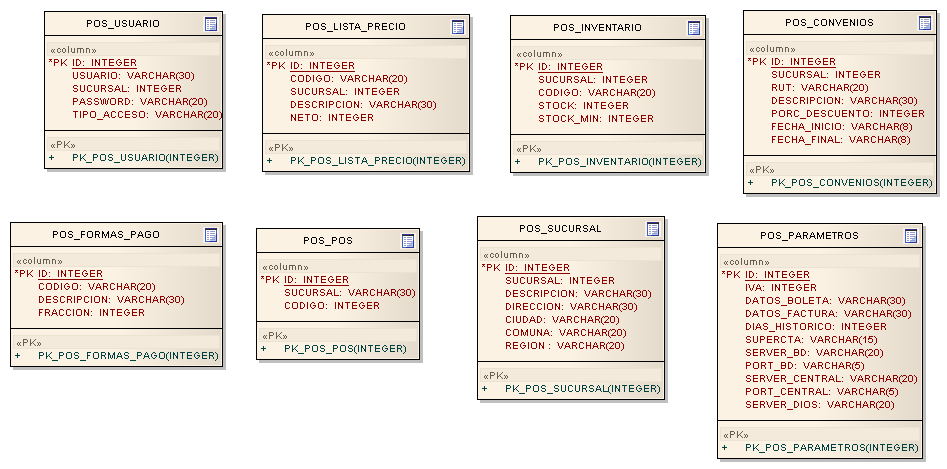 POS_USUARIO
«column»
*PK ID: INTEGER
USUARIO: VARCHAR(30)
SUCURSAL: INTEGER
PASSWORD: VARCHAR(20)
TIPO_ACCESO: VARCHAR(20)
«PK»
+ PK_POS_USUARIO(INTEGER)
POS_LISTA_PRECIO
«column»
*PK ID: INTEGER
CODIGO: VARCHAR(20)
SUCURSAL: INTEGER
DESCRIPCION: VARCHAR(30)
NETO: INTEGER
«PK»
+ PK_POS_LISTA_PRECIO(INTEGER)
POS_INVENTARIO
«column»
*PK ID: INTEGER
SUCURSAL: INTEGER
CODIGO: VARCHAR(20)
STOCK: INTEGER
STOCK_MIN: INTEGER
«PK»
+ PK_POS_INVENTARIO(INTEGER)
POS_CONVENIOS
«column»
*PK ID: INTEGER
SUCURSAL: INTEGER
RUT: VARCHAR(20)
DESCRIPCION: VARCHAR(30)
PORC_DESCUENTO: INTEGER
FECHA_INICIO: VARCHAR(8)
FECHA_FINAL: VARCHAR(8)
«PK»
+ PK_POS_CONVENIOS(INTEGER)
POS_FORMAS_PAGO
«column»
*PK ID: INTEGER
CODIGO: VARCHAR(20)
DESCRIPCION: VARCHAR(30)
FRACCION: INTEGER
«PK»
+ PK_POS_FORMAS_PAGO(INTEGER)
POS_POS
«column»
*PK ID: INTEGER
SUCURSAL: VARCHAR(30)
CODIGO: INTEGER
«PK»
+ PK_POS_POS(INTEGER)
POS_SUCURSAL
«column»
*PK ID: INTEGER
SUCURSAL: INTEGER
DESCRIPCION: VARCHAR(30)
DIRECCION: VARCHAR(30)
CIUDAD: VARCHAR(20)
COMUNA: VARCHAR(20)
REGION : VARCHAR(20)
«PK»
+ PK_POS_SUCURSAL(INTEGER)
POS_PARAMETROS
«column»
*PK ID: INTEGER
IVA: INTEGER
DATOS_BOLETA: VARCHAR(30)
DATOS_FACTURA: VARCHAR(30)
DIAS_HISTORICO: INTEGER
SUPERCTA: VARCHAR(15)
SERVER_BD: VARCHAR(20)
PORT_BD: VARCHAR(5)
SERVER_CENTRAL: VARCHAR(20)
PORT_CENTRAL: VARCHAR(5)
SERVER_DIOS: VARCHAR(20)
«PK»
+ PK_POS_PARAMETROS(INTEGER)